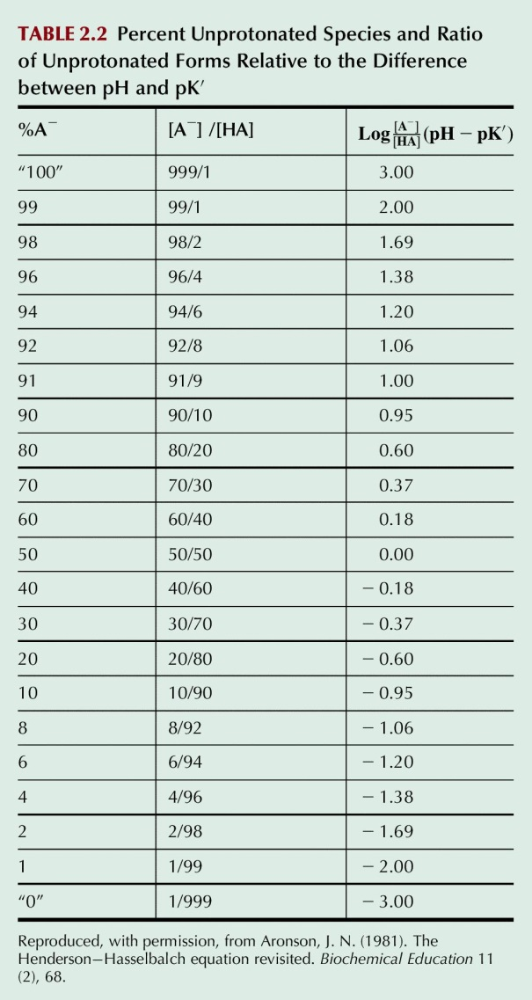 TABLE 2.2 Percent Unprotonated Species and Ratio
of Unprotonated Forms Relative to the Difference
between pH and pK′
%A⁻ [A⁻] /[HA] Log [A⁻]/[HA] (pH − pK′)
“100” 999/1 3.00
99 99/1 2.00
98 98/2 1.69
96 96/4 1.38
94 94/6 1.20
92 92/8 1.06
91 91/9 1.00
90 90/10 0.95
80 80/20 0.60
70 70/30 0.37
60 60/40 0.18
50 50/50 0.00
40 40/60 − 0.18
30 30/70 − 0.37
20 20/80 − 0.60
10 10/90 − 0.95
8 8/92 − 1.06
6 6/94 − 1.20
4 4/96 − 1.38
2 2/98 − 1.69
1 1/99 − 2.00
“0” 1/999 − 3.00
Reproduced, with permission, from Aronson, J. N. (1981). The
Henderson−Hasselbalch equation revisited. Biochemical Education 11
(2), 68.